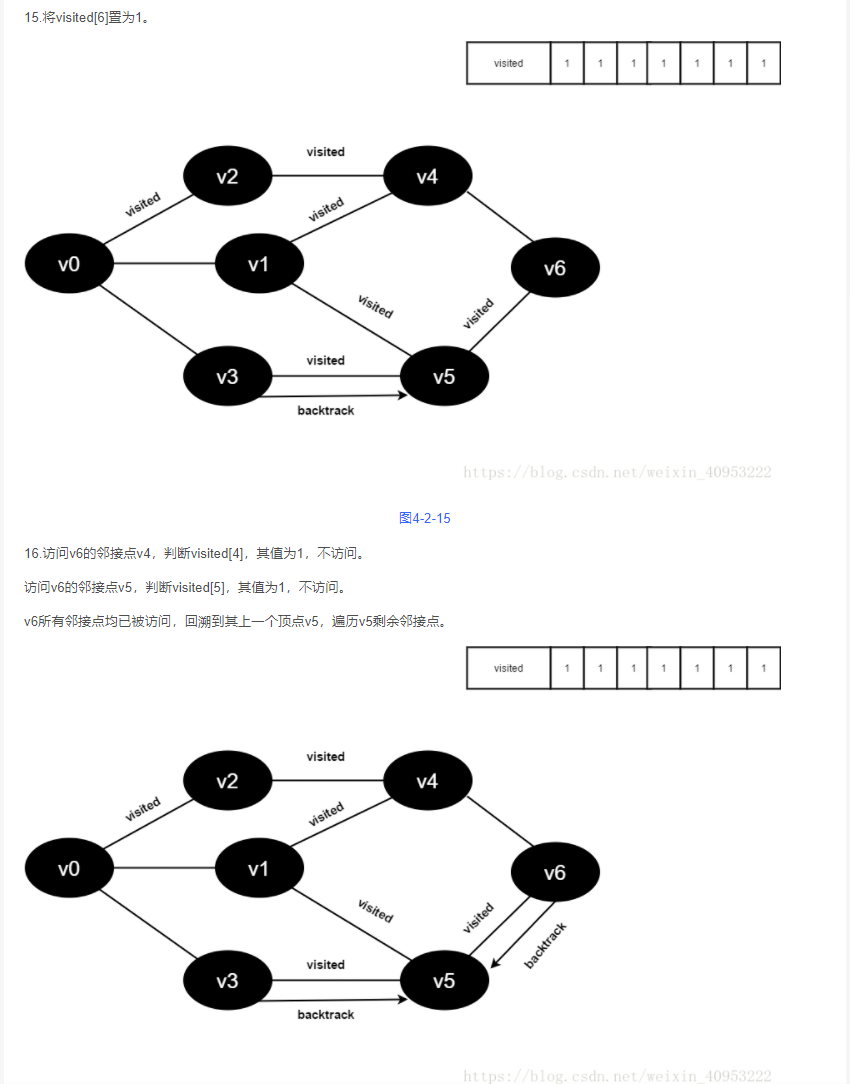 15.将visited[6]置为1。
visited 1 1 1 1 1 1 1
visited
v2 v4
visited visited
v0 v1 v6
visited visited
visited
v3 v5
backtrack
https://blog.csdn.net/weixin_40953222
图4-2-15
16.访问v6的邻接点v4，判断visited[4]，其值为1，不访问。
访问v6的邻接点v5，判断visited[5]，其值为1，不访问。
v6所有邻接点均已被访问，回溯到其上一个顶点v5，遍历v5剩余邻接点。
visited 1 1 1 1 1 1 1
visited
v2 v4
visited visited
v0 v1 v6
visited visited
backtrack
visited
v3 v5
backtrack
https://blog.csdn.net/weixin_40953222